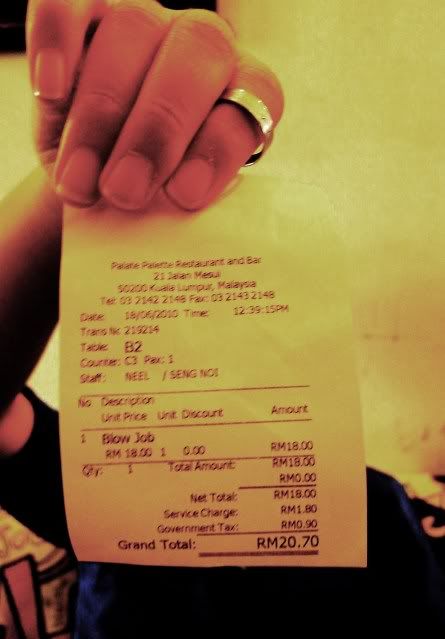 Palate Palette Restaurant and Bar
21 Jalan Mesui
50200 Kuala Lumpur, Malaysia
Tel: 03 2142 2148 Fax: 03 2143 2148
Date: 18/06/2010 Time: 12:39:15PM
Trans №: 219214
Table: B2
Counter: C3 Pax: 1
Staff: NEEL / SENG NOI
No Description
Unit Price Unit Discount Amount
1 Blow Job
RM 18.00 1 0.00 RM18.00
Qty: 1 Total Amount: RM18.00
RM0.00
Net Total: RM18.00
Service Charge: RM1.80
Government Tax: RM0.90
Grand Total: RM20.70